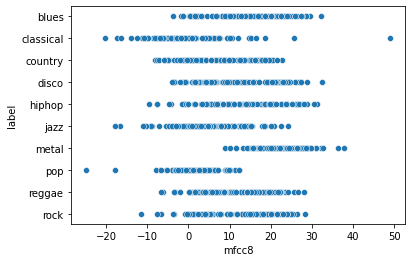 blues
classical
country
disco
hiphop
jazz
metal
pop
reggae
rock
label
−20 −10 0 10 20 30 40 50
mfcc8